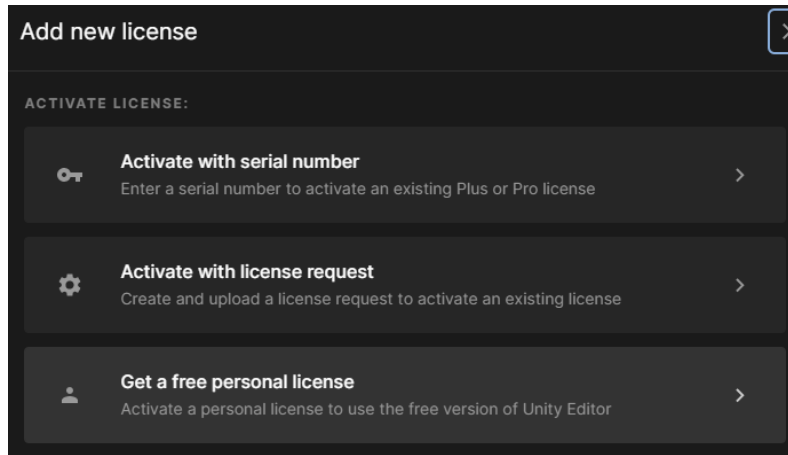 Add new license
ACTIVATE LICENSE:
Activate with serial number
Enter a serial number to activate an existing Plus or Pro license
Activate with license request
Create and upload a license request to activate an existing license
Get a free personal license
Activate a personal license to use the free version of Unity Editor